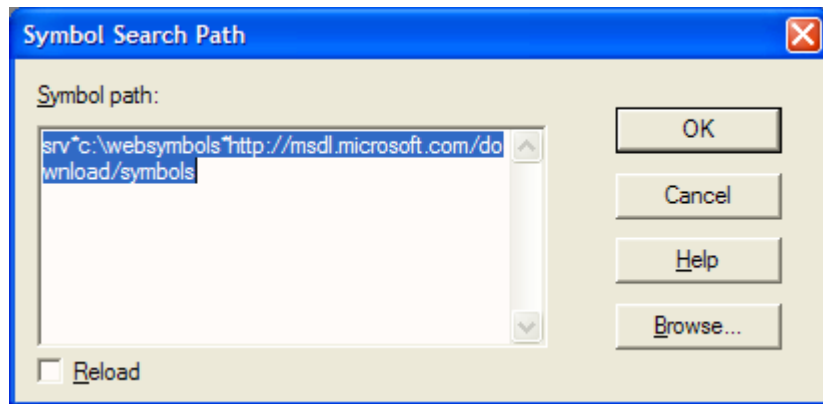 Symbol Search Path
Symbol path:
srv*c:\websymbols*http://msdl.microsoft.com/do
wnload/symbols
OK
Cancel
Help
Browse...
Reload